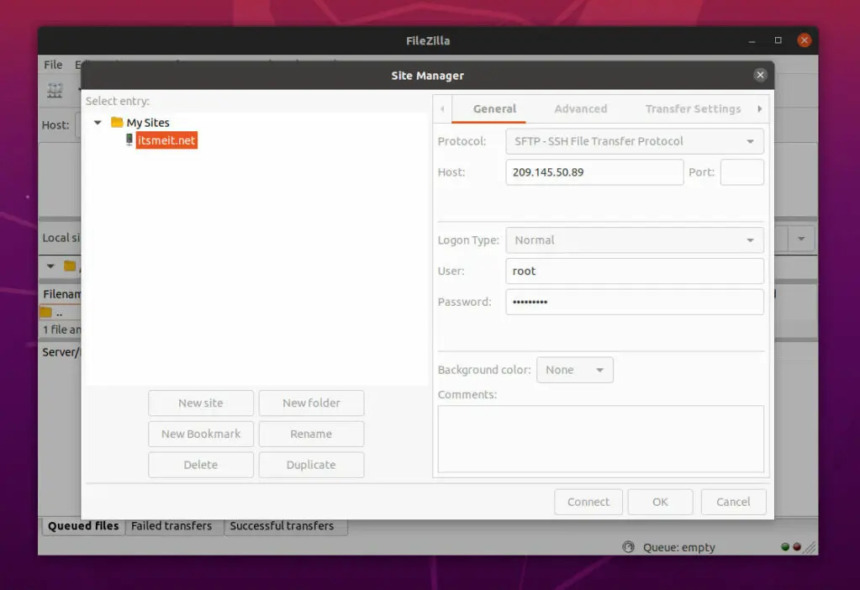 FileZilla
File
Site Manager
Select entry:
My Sites
itsmeit.net
General
Advanced
Transfer Settings
Protocol:
SFTP - SSH File Transfer Protocol
Host:
209.145.50.89
Port:
Host:
Logon Type:
Normal
User:
root
Password:
•••••••••
Local si
Filenam
..
1 file an
Server/
Background color:
None
Comments:
New site
New folder
New Bookmark
Rename
Delete
Duplicate
Connect
OK
Cancel
Queued files
Failed transfers
Successful transfers
Queue: empty